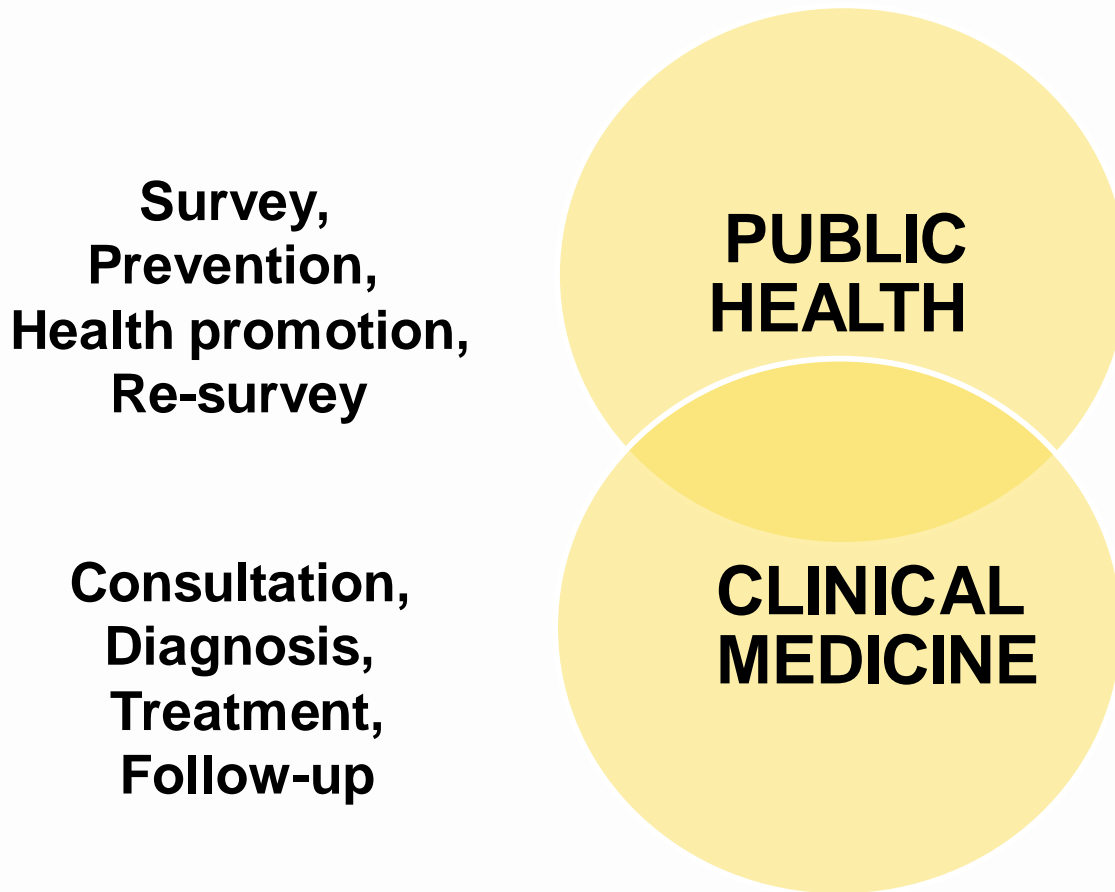 Survey,
Prevention,
Health promotion,
Re-survey
PUBLIC
HEALTH
Consultation,
Diagnosis,
Treatment,
Follow-up
CLINICAL
MEDICINE